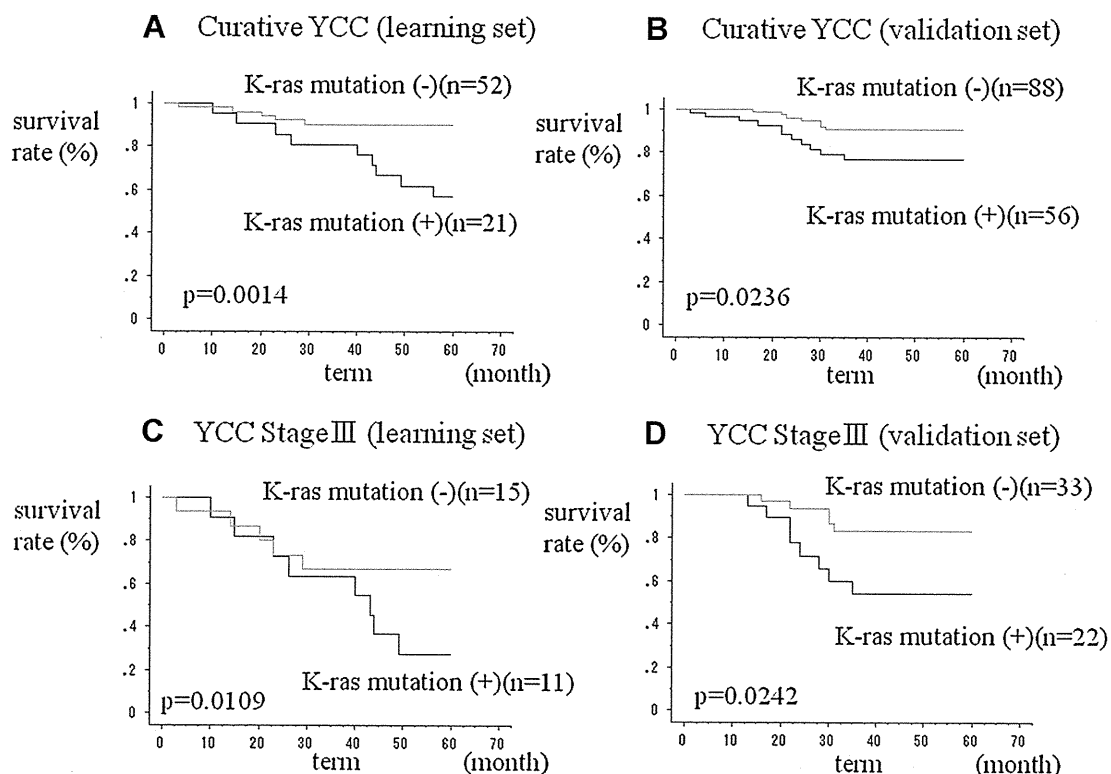 A Curative YCC (learning set)
K-ras mutation (-)(n=52)
survival
rate (%)
1
.8
.6
.4
.2
0
K-ras mutation (+)(n=21)
p=0.0014
0 10 20 30 40 50 60 70
term (month)
B Curative YCC (validation set)
K-ras mutation (-)(n=88)
survival
rate (%)
1
.8
.6
.4
.2
0
K-ras mutation (+)(n=56)
p=0.0236
0 10 20 30 40 50 60 70
term (month)
C YCC StageⅢ (learning set)
K-ras mutation (-)(n=15)
survival
rate (%)
1
.8
.6
.4
.2
0
K-ras mutation (+)(n=11)
p=0.0109
0 10 20 30 40 50 60 70
term (month)
D YCC StageⅢ (validation set)
K-ras mutation (-)(n=33)
survival
rate (%)
1
.8
.6
.4
.2
0
K-ras mutation (+)(n=22)
p=0.0242
0 10 20 30 40 50 60 70
term (month)